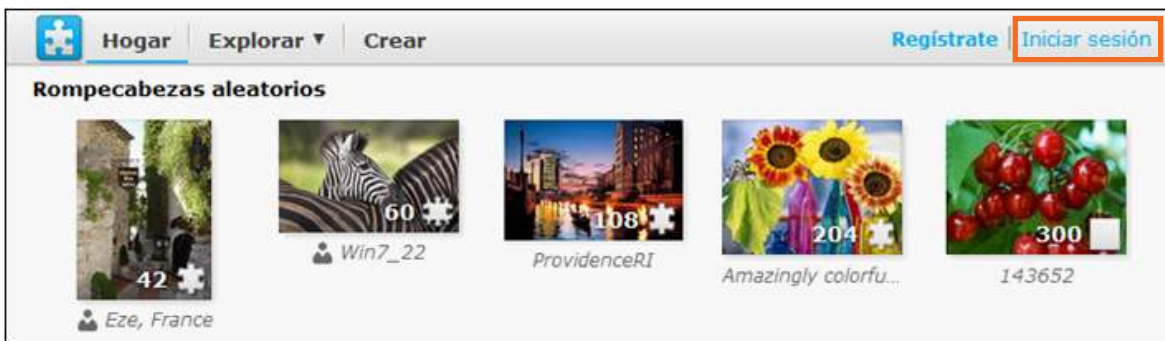 Hogar Explorar ▼ Crear Regístrate Iniciar sesión
Rompecabezas aleatorios
42
Eze, France
60
Win7_22
108
ProvidenceRI
204
Amazingly colorfu...
300
143652